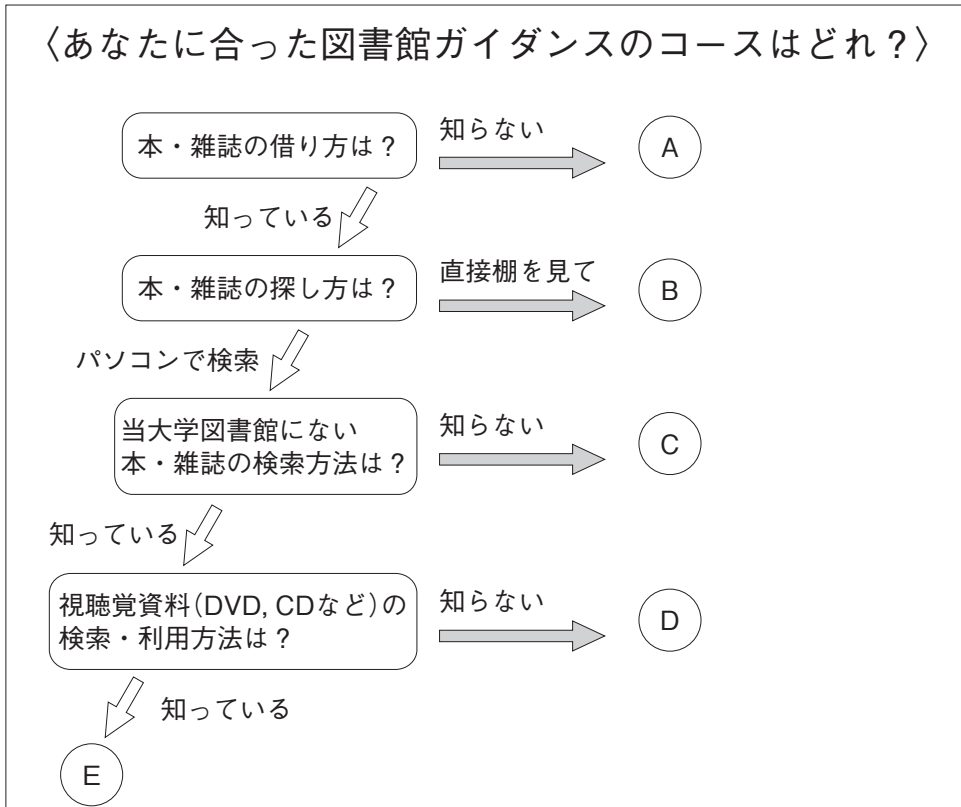 〈あなたに合った図書館ガイダンスのコースはどれ？〉
本・雑誌の借り方は？
知らない
A
知っている
本・雑誌の探し方は？
直接棚を見て
B
パソコンで検索
当大学図書館にない
本・雑誌の検索方法は？
知らない
C
知っている
視聴覚資料(DVD, CDなど)の
検索・利用方法は？
知らない
D
知っている
E